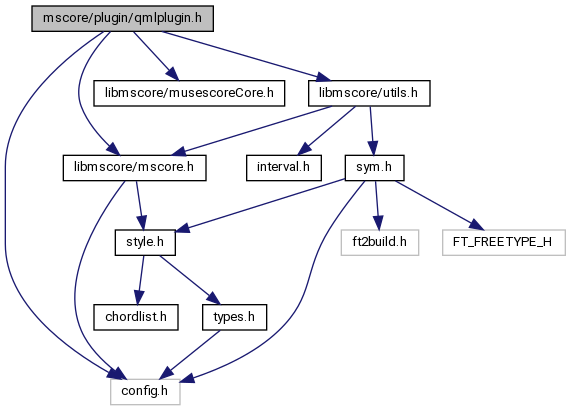 mscore/plugin/qmlplugin.h
libmscore/musescoreCore.h
libmscore/utils.h
libmscore/mscore.h
interval.h
sym.h
style.h
ft2build.h
FT_FREETYPE_H
chordlist.h
types.h
config.h